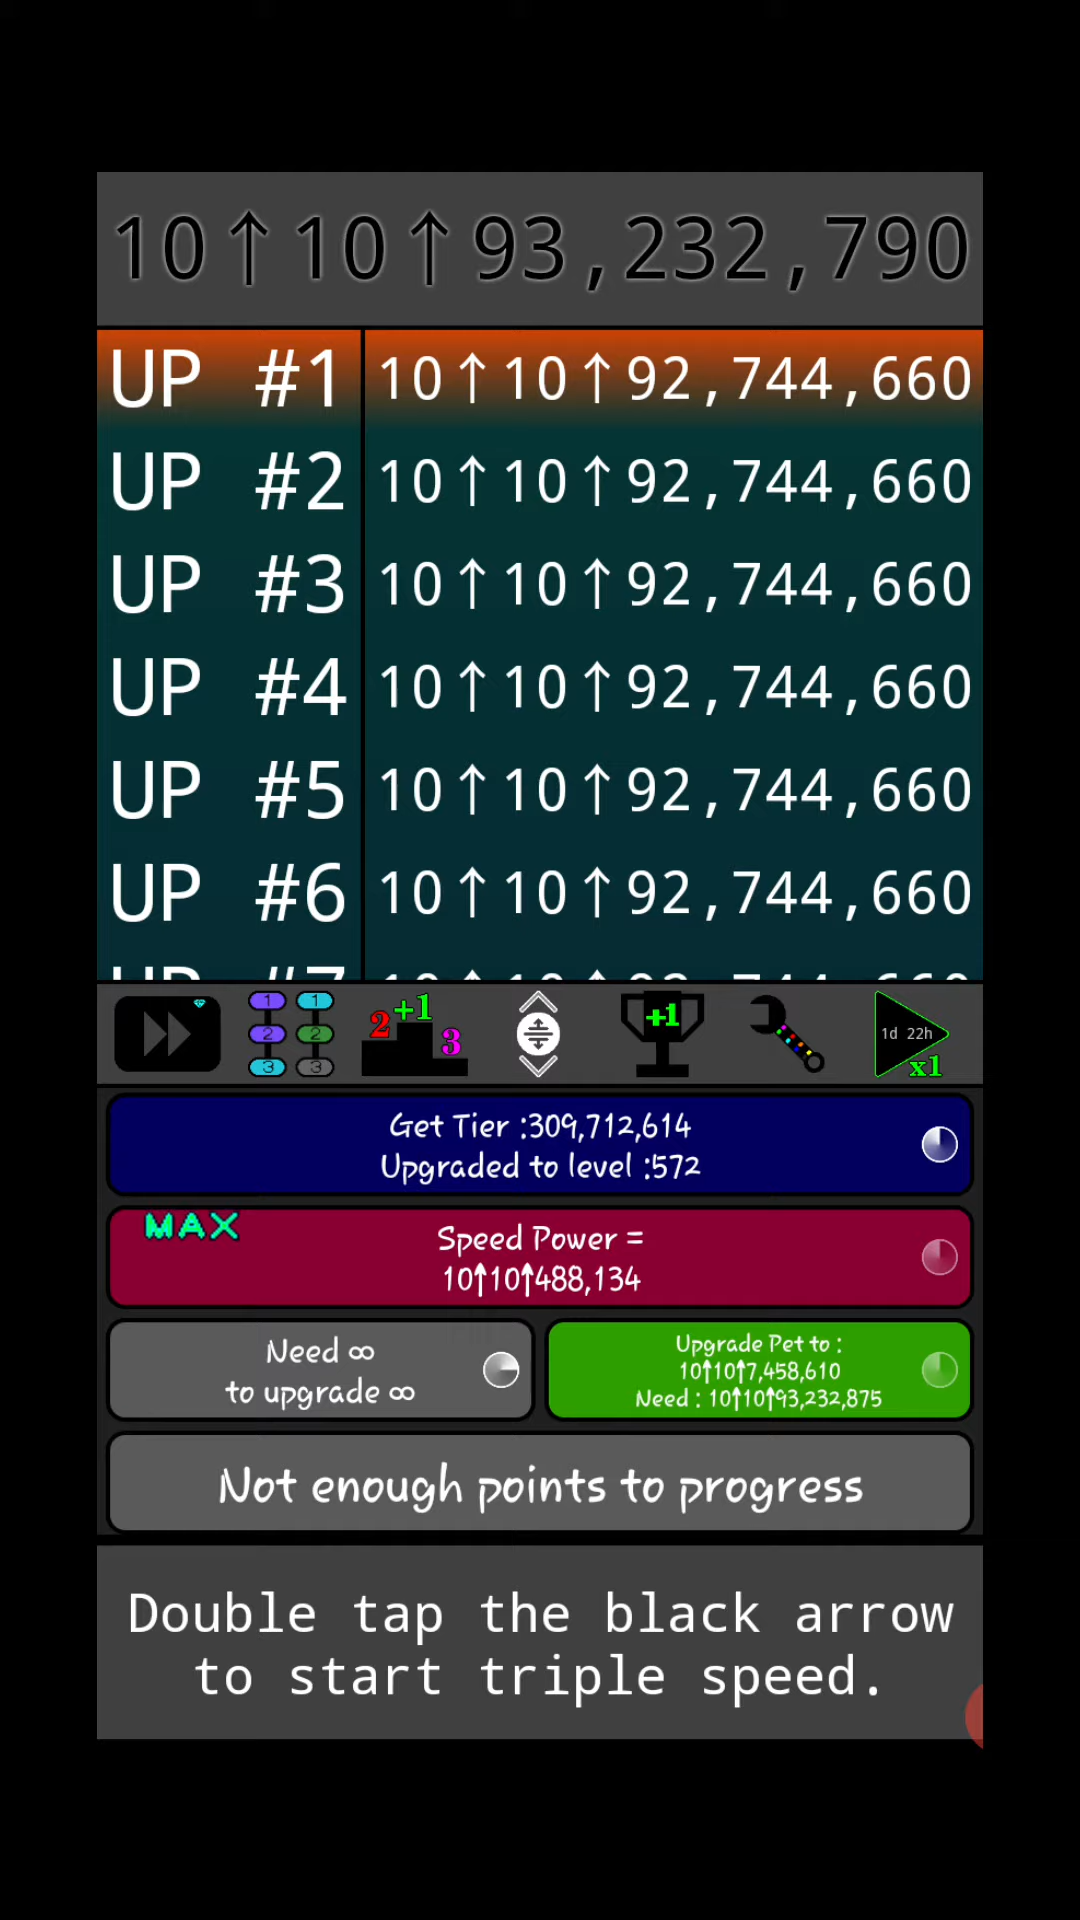 10↑10↑93,232,790
UP #1 10↑10↑92,744,660
UP #2 10↑10↑92,744,660
UP #3 10↑10↑92,744,660
UP #4 10↑10↑92,744,660
UP #5 10↑10↑92,744,660
UP #6 10↑10↑92,744,660
1 1 2 +1 +1 1d 22h
2 2 3 x1
3 3
Get Tier :309,712,614
Upgraded to level :572
MAX
Speed Power =
10↑10↑488,134
Need ∞
to upgrade ∞
Upgrade Pet to :
10↑10↑7,458,610
Need : 10↑10↑93,232,875
Not enough points to progress
Double tap the black arrow
to start triple speed.